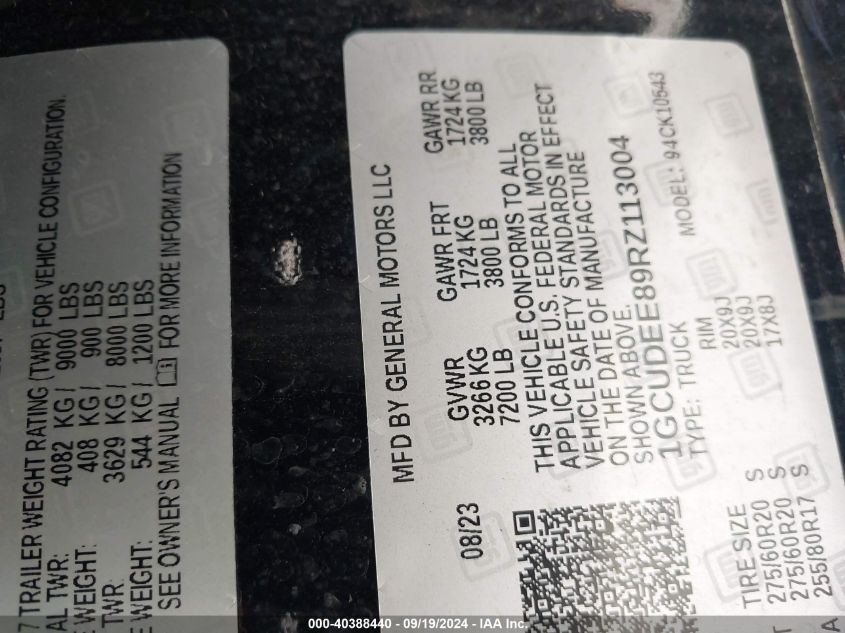 7 TRAILER WEIGHT RATING (TWR) FOR VEHICLE CONFIGURATION.
TWR: 4082 KG / 9000 LBS
WEIGHT: 408 KG / 900 LBS
TWR: 3629 KG / 8000 LBS
WEIGHT: 544 KG / 1200 LBS
SEE OWNER'S MANUAL FOR MORE INFORMATION
MFD BY GENERAL MOTORS LLC
08/23 GVWR GAWR FRT GAWR RR
3266 KG 1724 KG 1724 KG
7200 LB 3800 LB 3800 LB
THIS VEHICLE CONFORMS TO ALL
APPLICABLE U.S. FEDERAL MOTOR
VEHICLE SAFETY STANDARDS IN EFFECT
ON THE DATE OF MANUFACTURE
SHOWN ABOVE.
1GCUDEE89RZ113004
TYPE: TRUCK MODEL: 94CK10543
TIRE SIZE RIM
275/60R20 S 20X9J
275/60R20 S 20X9J
255/80R17 S 17X8J
000-40388440 - 09/19/2024 - IAA Inc.